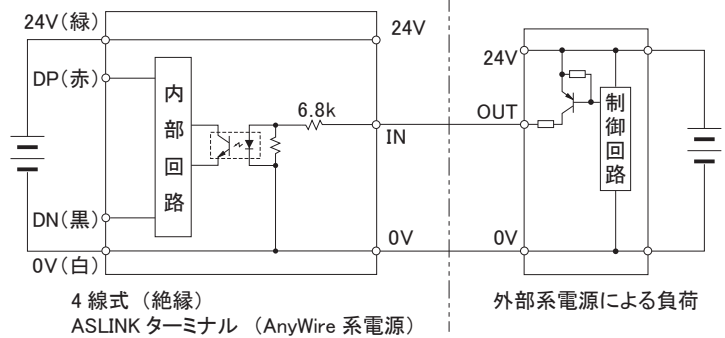 24V(緑)
24V
DP(赤)
内部回路
6.8k
IN
DN(黒)
0V(白)
0V
24V
OUT
制御回路
0V
4 線式 (絶縁)
ASLINK ターミナル (AnyWire 系電源)
外部系電源による負荷